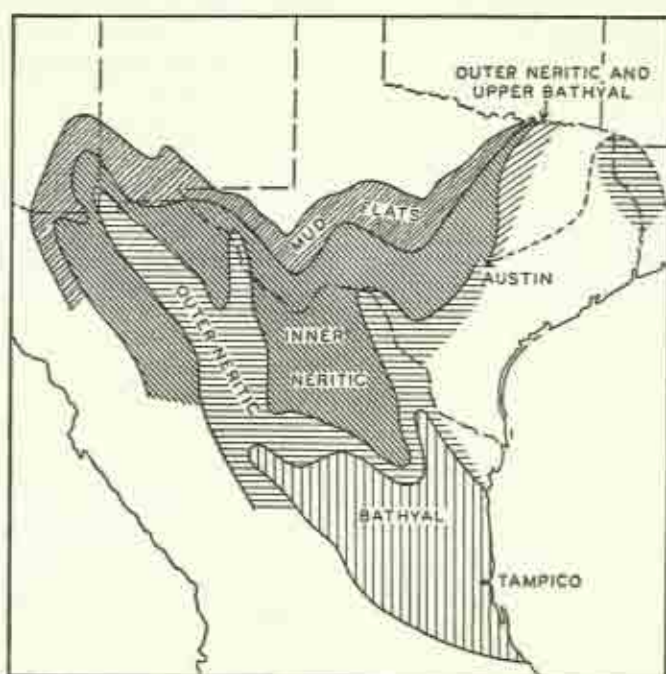 OUTER NERITIC AND
UPPER BATHYAL
MUD FLATS
AUSTIN
OUTER NERITIC
INNER
NERITIC
BATHYAL
TAMPICO